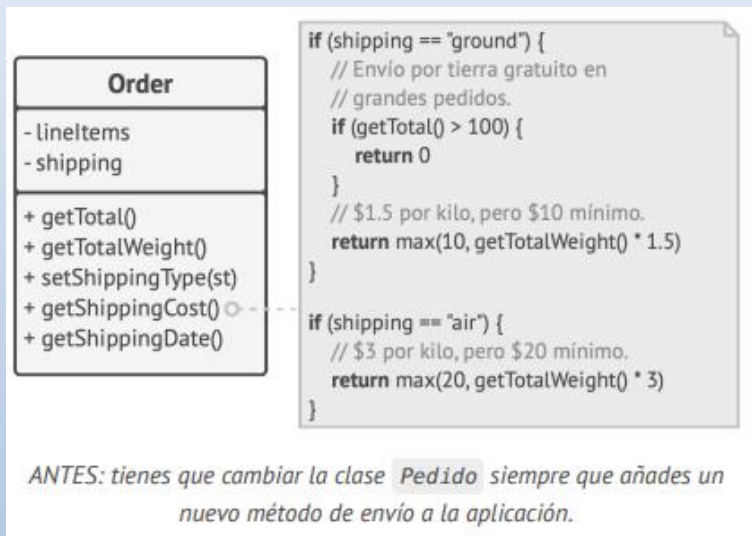 Order
- lineItems
- shipping
+ getTotal()
+ getTotalWeight()
+ setShippingType(st)
+ getShippingCost()
+ getShippingDate()
if (shipping == "ground") {
// Envío por tierra gratuito en
// grandes pedidos.
if (getTotal() > 100) {
return 0
}
// $1.5 por kilo, pero $10 mínimo.
return max(10, getTotalWeight() * 1.5)
}
if (shipping == "air") {
// $3 por kilo, pero $20 mínimo.
return max(20, getTotalWeight() * 3)
}
ANTES: tienes que cambiar la clase Pedido siempre que añades un
nuevo método de envío a la aplicación.